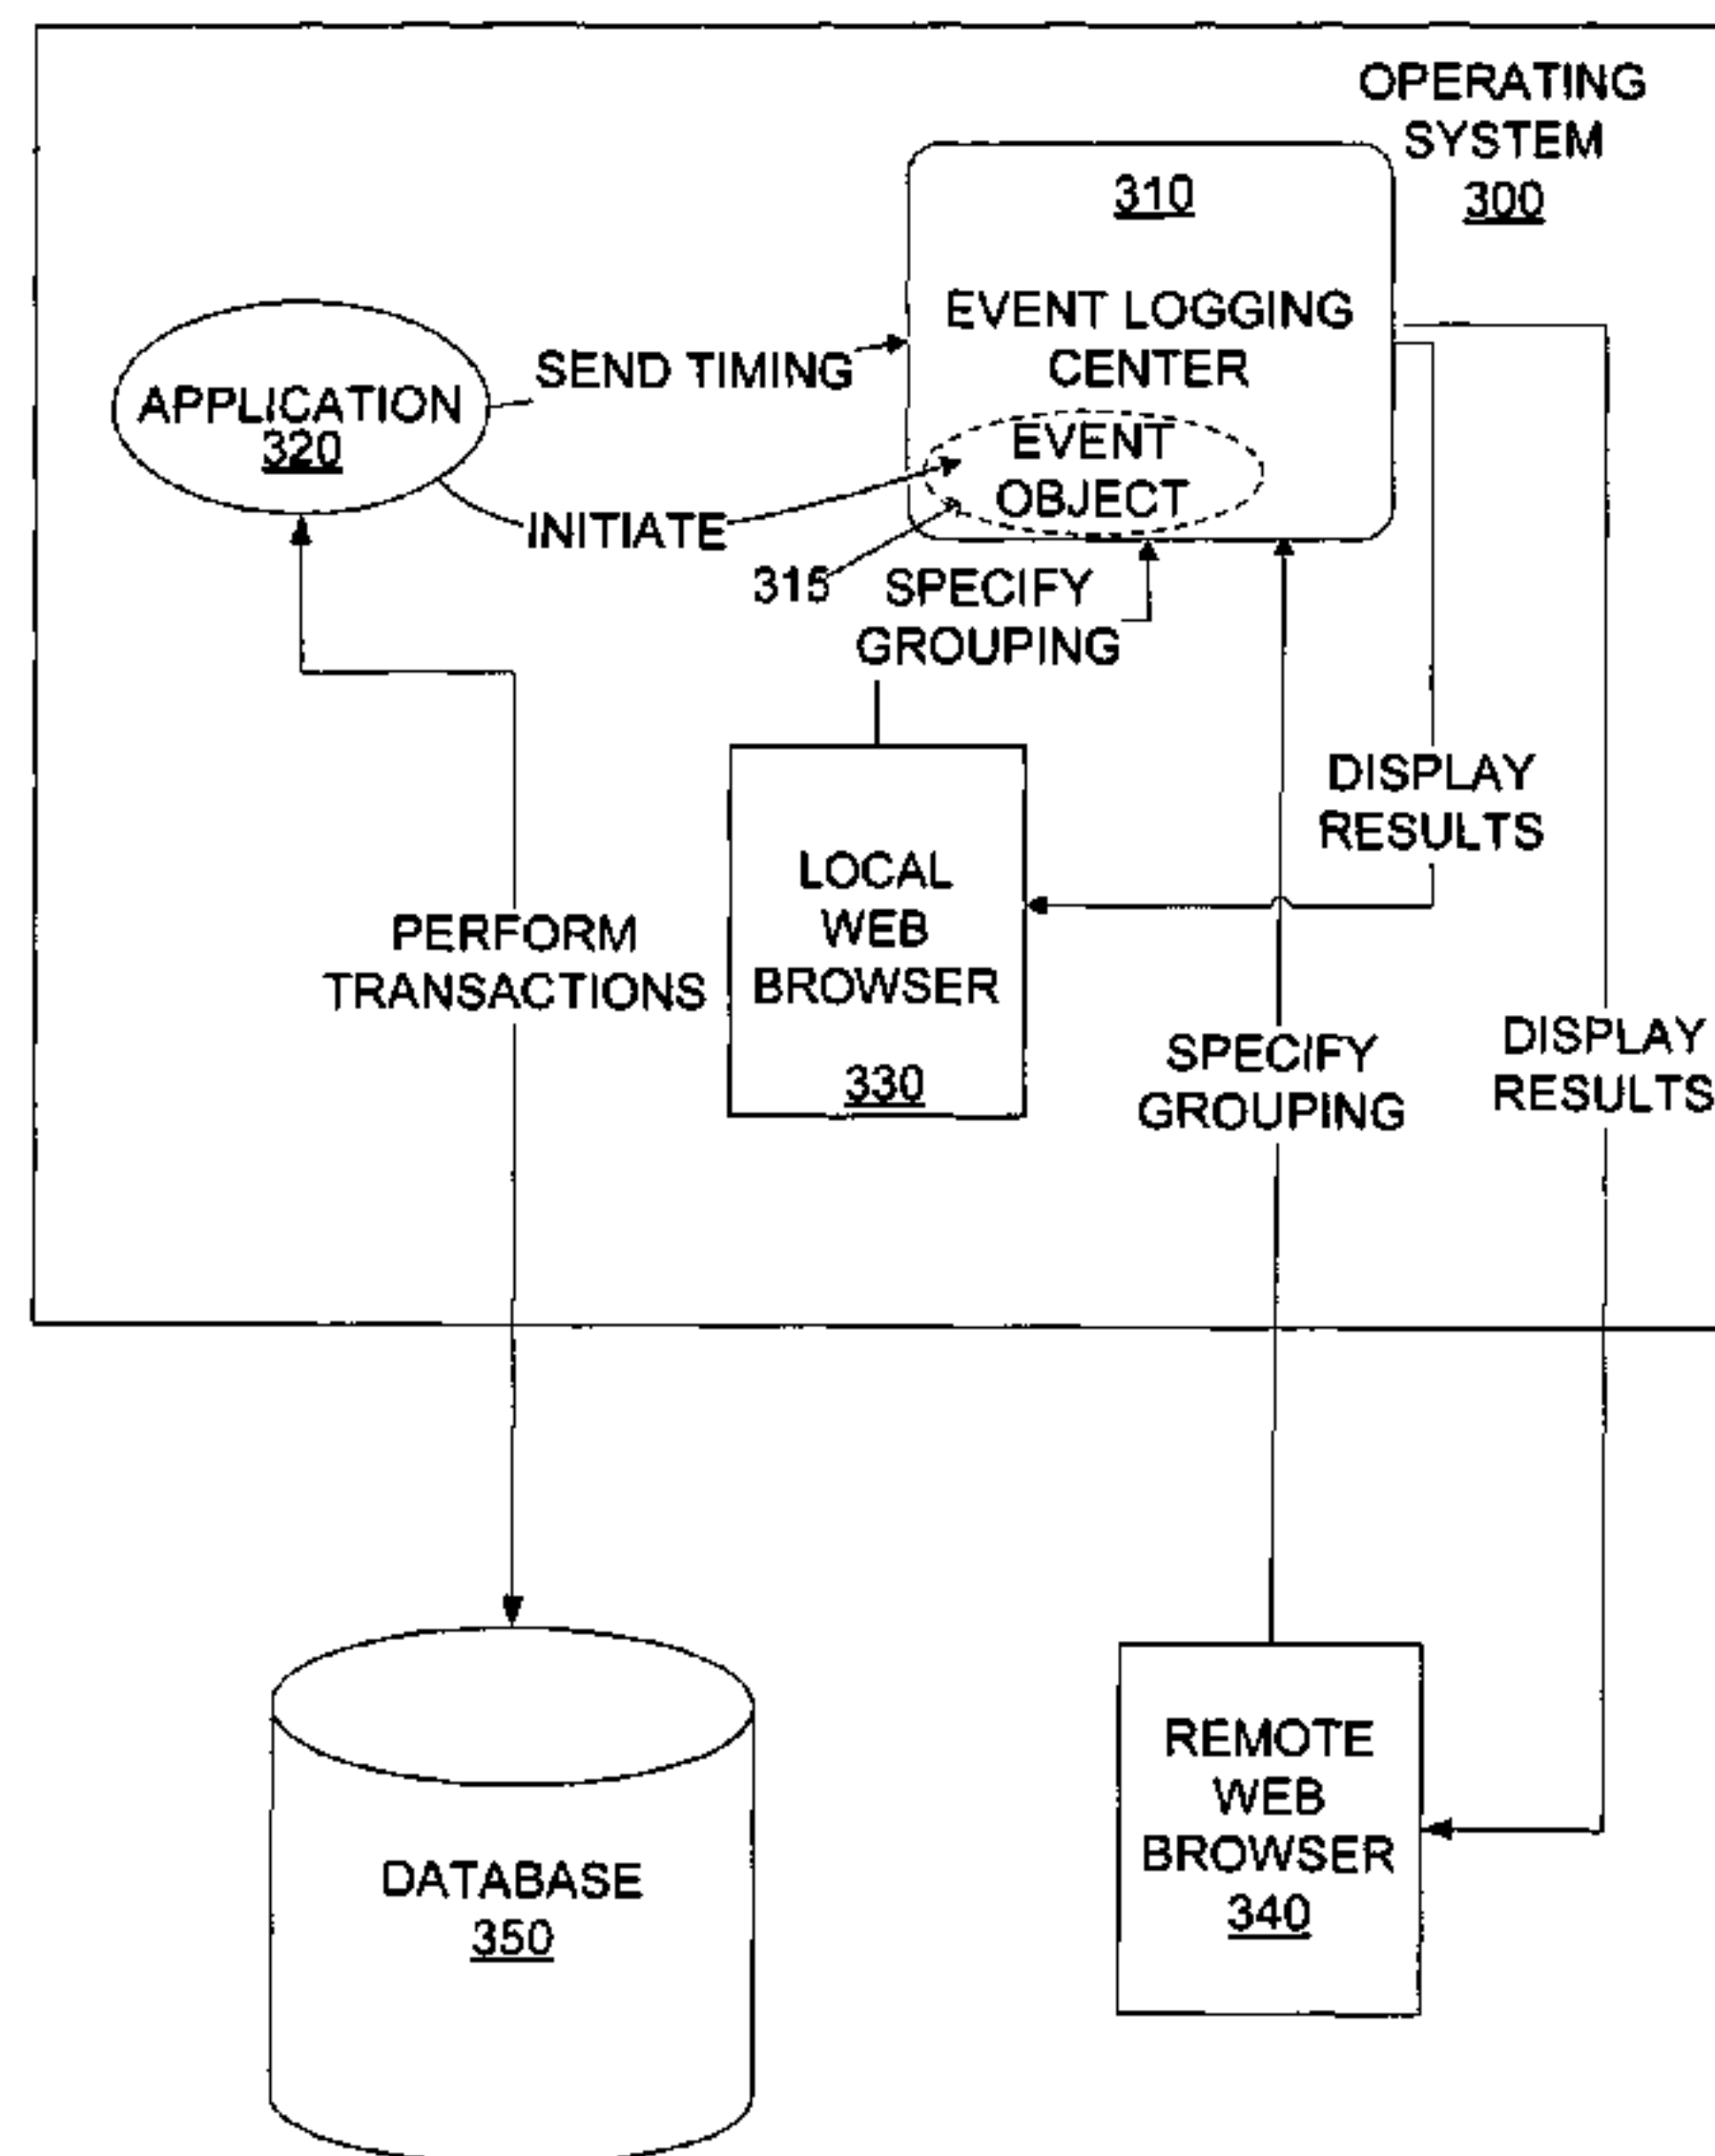 OPERATING
SYSTEM
300
310
EVENT LOGGING
CENTER
EVENT
OBJECT
315
APPLICATION
320
SEND TIMING
INITIATE
SPECIFY
GROUPING
LOCAL
WEB
BROWSER
330
DISPLAY
RESULTS
PERFORM
TRANSACTIONS
SPECIFY
GROUPING
DISPLAY
RESULTS
DATABASE
350
REMOTE
WEB
BROWSER
340